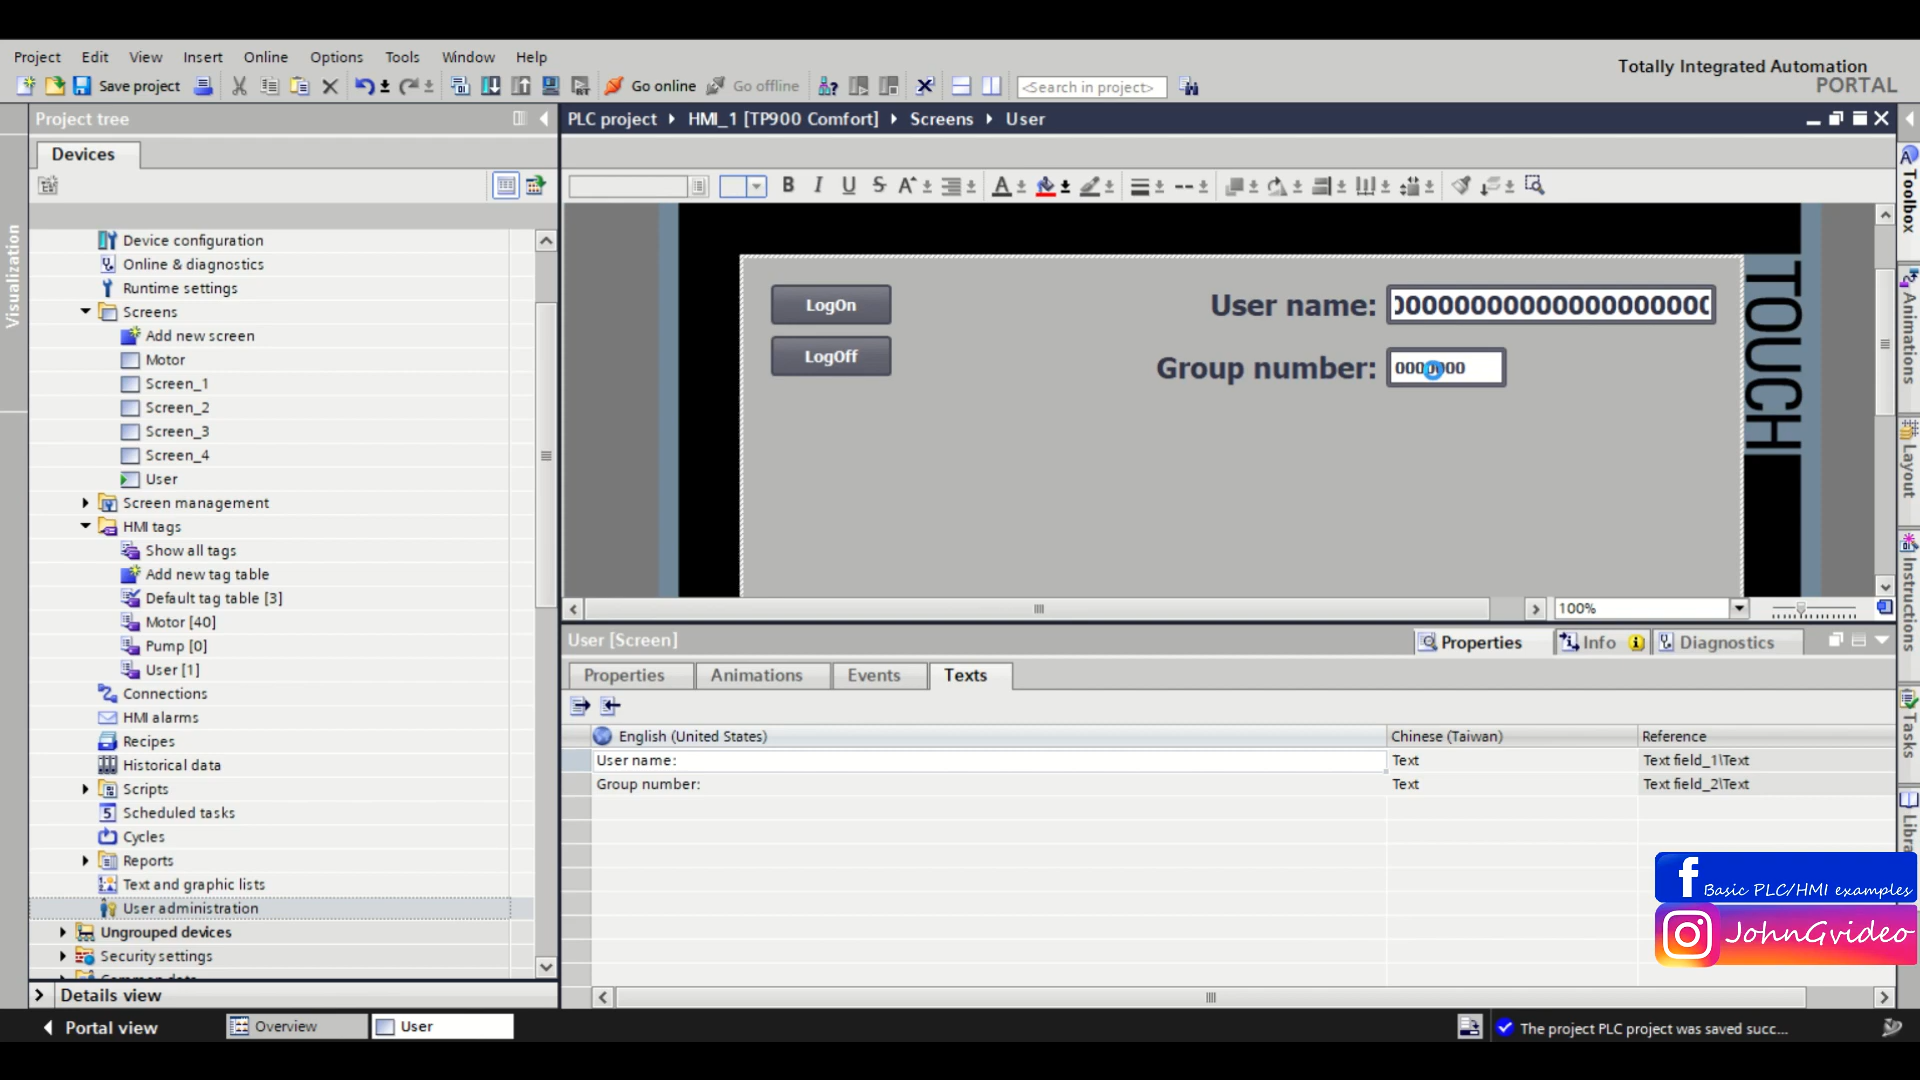 Project Edit View Insert Online Options Tools Window Help
Totally Integrated Automation
PORTAL
Save project Go online Go offline <Search in project>
Project tree
PLC project HMI_1 [TP900 Comfort] Screens User
Devices
B I U S A A
Visualization
Device configuration
Online & diagnostics
Runtime settings
Screens
Add new screen
Motor
Screen_1
Screen_2
Screen_3
Screen_4
User
Screen management
HMI tags
Show all tags
Add new tag table
Default tag table [3]
Motor [40]
Pump [0]
User [1]
Connections
HMI alarms
Recipes
Historical data
Scripts
Scheduled tasks
Cycles
Reports
Text and graphic lists
User administration
Ungrouped devices
Security settings
Details view
LogOn
LogOff
User name:
Group number:
TOUCH
100%
User [Screen]
Properties Info Diagnostics
Properties Animations Events Texts
English (United States) Chinese (Taiwan) Reference
User name: Text Text field_1\Text
Group number: Text Text field_2\Text
Toolbox
Animations
Layout
Instructions
Tasks
Basic PLC/HMI examples
JohnGvideo
Portal view
Overview
User
The project PLC project was saved succ...